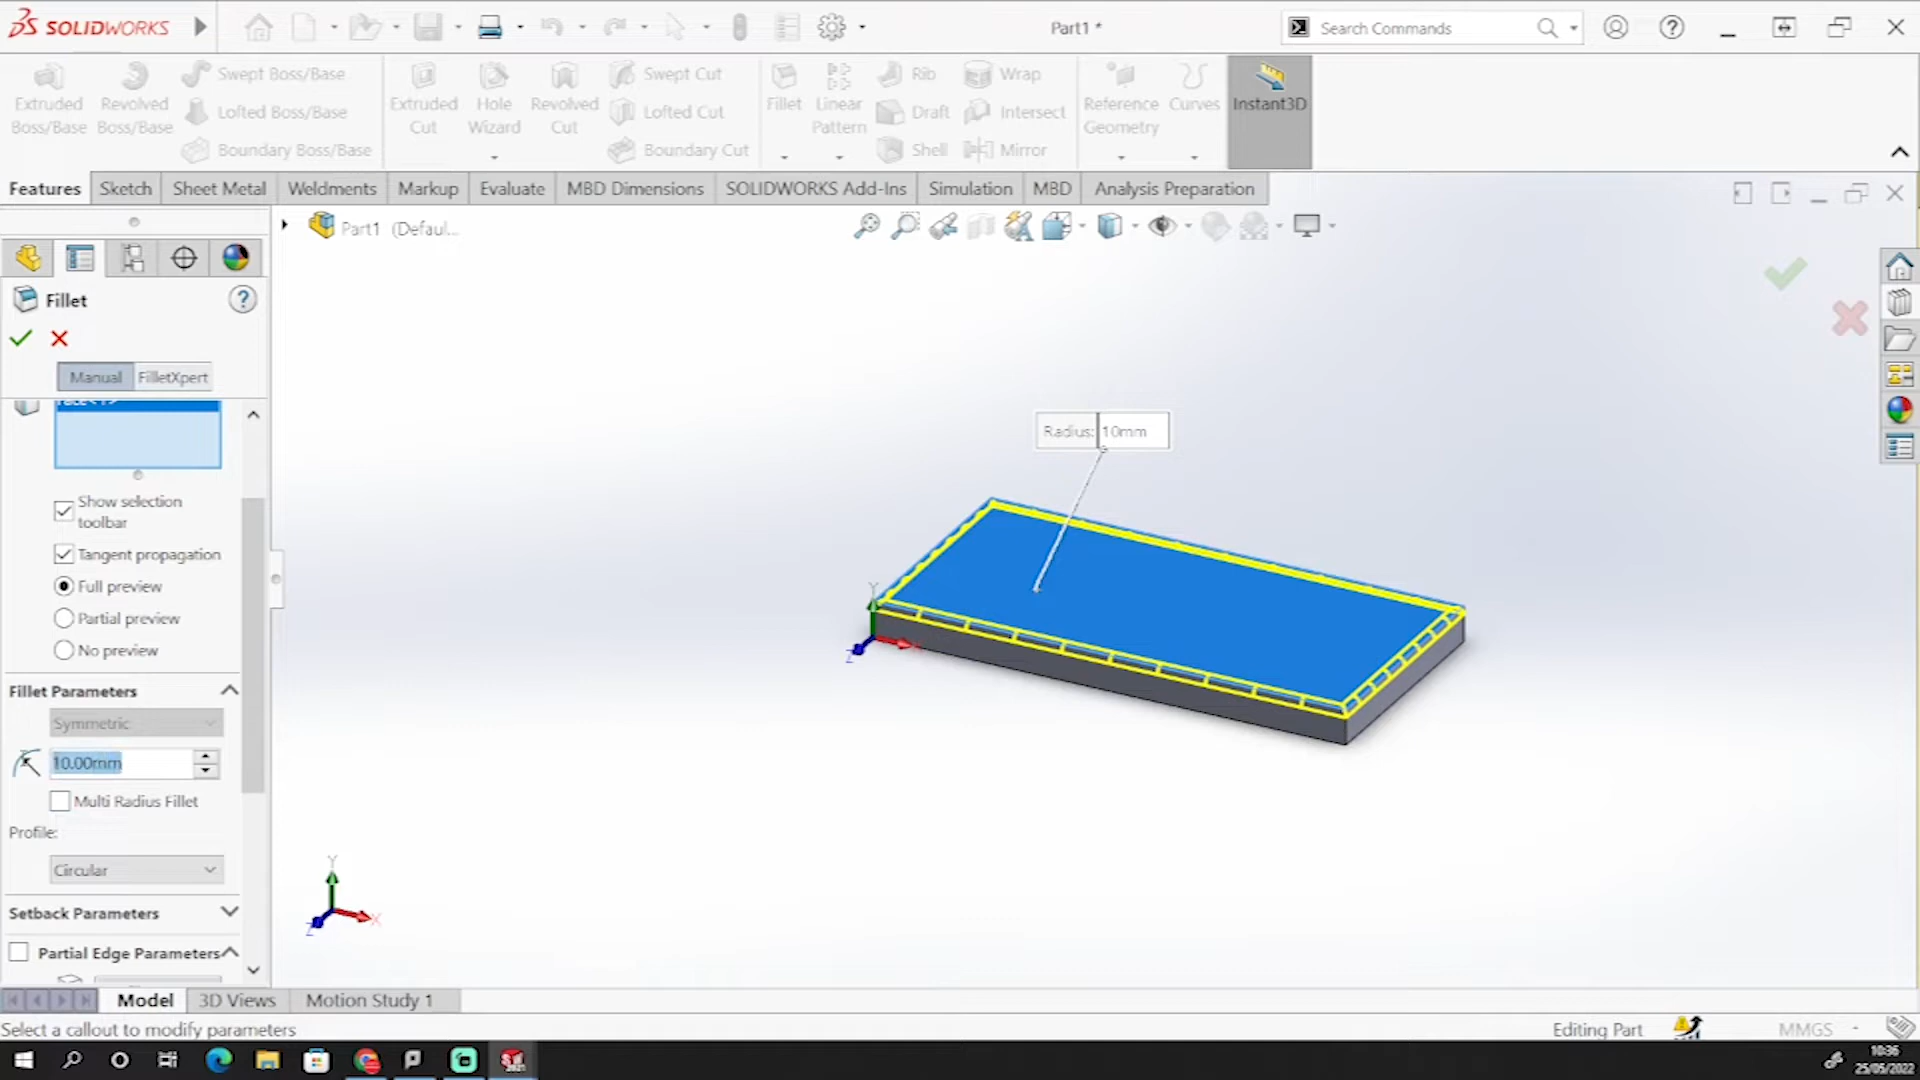 SOLIDWORKS
Part1 *
Search Commands
Extruded Boss/Base
Revolved Boss/Base
Swept Boss/Base
Lofted Boss/Base
Boundary Boss/Base
Extruded Cut
Hole Wizard
Revolved Cut
Swept Cut
Lofted Cut
Boundary Cut
Fillet
Linear Pattern
Rib
Draft
Shell
Wrap
Intersect
Mirror
Reference Geometry
Curves
Instant3D
Features
Sketch
Sheet Metal
Weldments
Markup
Evaluate
MBD Dimensions
SOLIDWORKS Add-Ins
Simulation
MBD
Analysis Preparation
Part1 (Defaul...
Fillet
Manual
FilletXpert
Show selection
toolbar
Tangent propagation
Full preview
Partial preview
No preview
Fillet Parameters
Symmetric
10.00mm
Multi Radius Fillet
Profile:
Circular
Setback Parameters
Partial Edge Parameters
Radius: 10mm
Y
Z
Y
X
Z
Model
3D Views
Motion Study 1
Select a callout to modify parameters
Editing Part
MMGS
10:36
25/05/2022